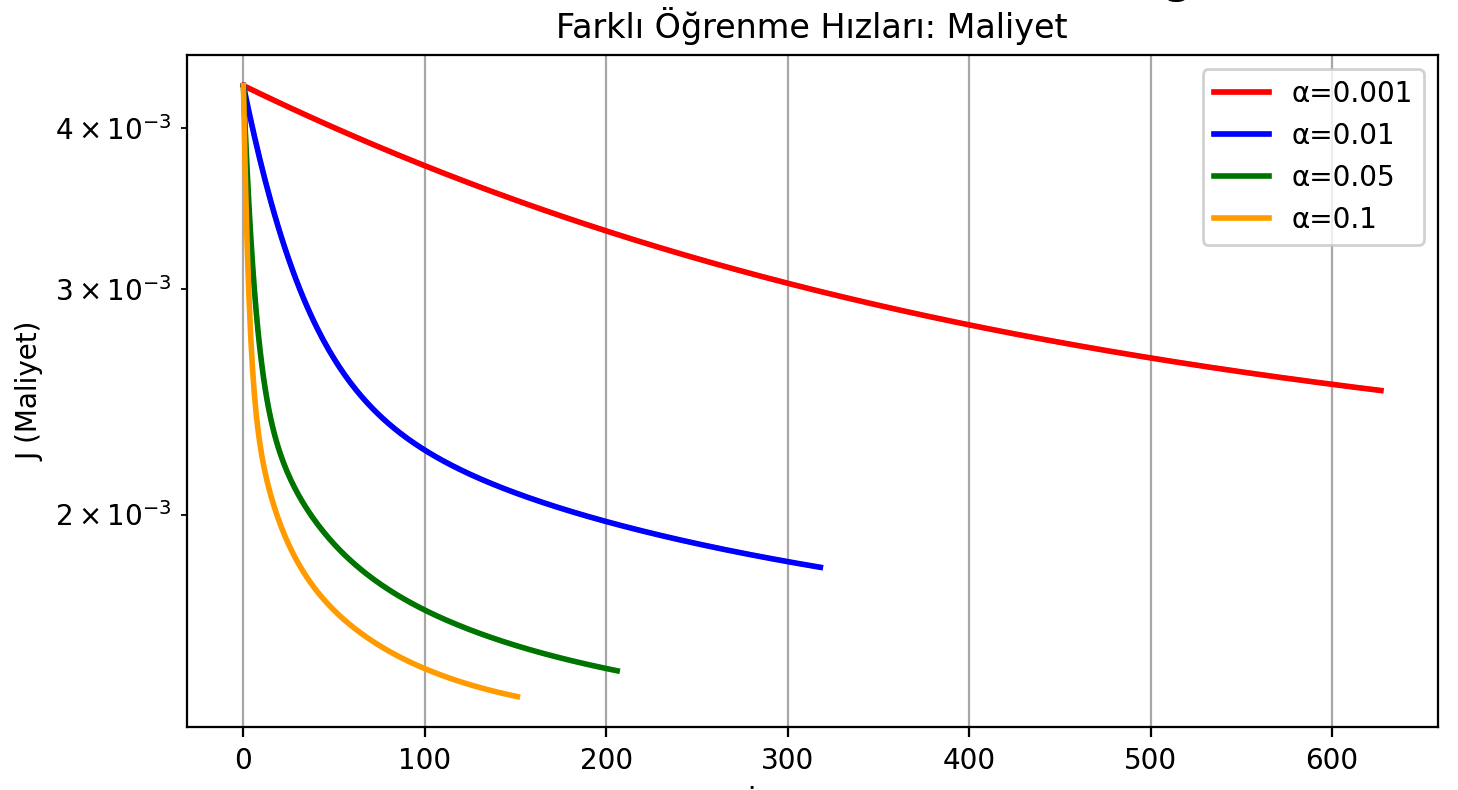 Farklı Öğrenme Hızları: Maliyet
α=0.001
α=0.01
α=0.05
α=0.1
J (Maliyet)
4 × 10⁻³
3 × 10⁻³
2 × 10⁻³
0 100 200 300 400 500 600